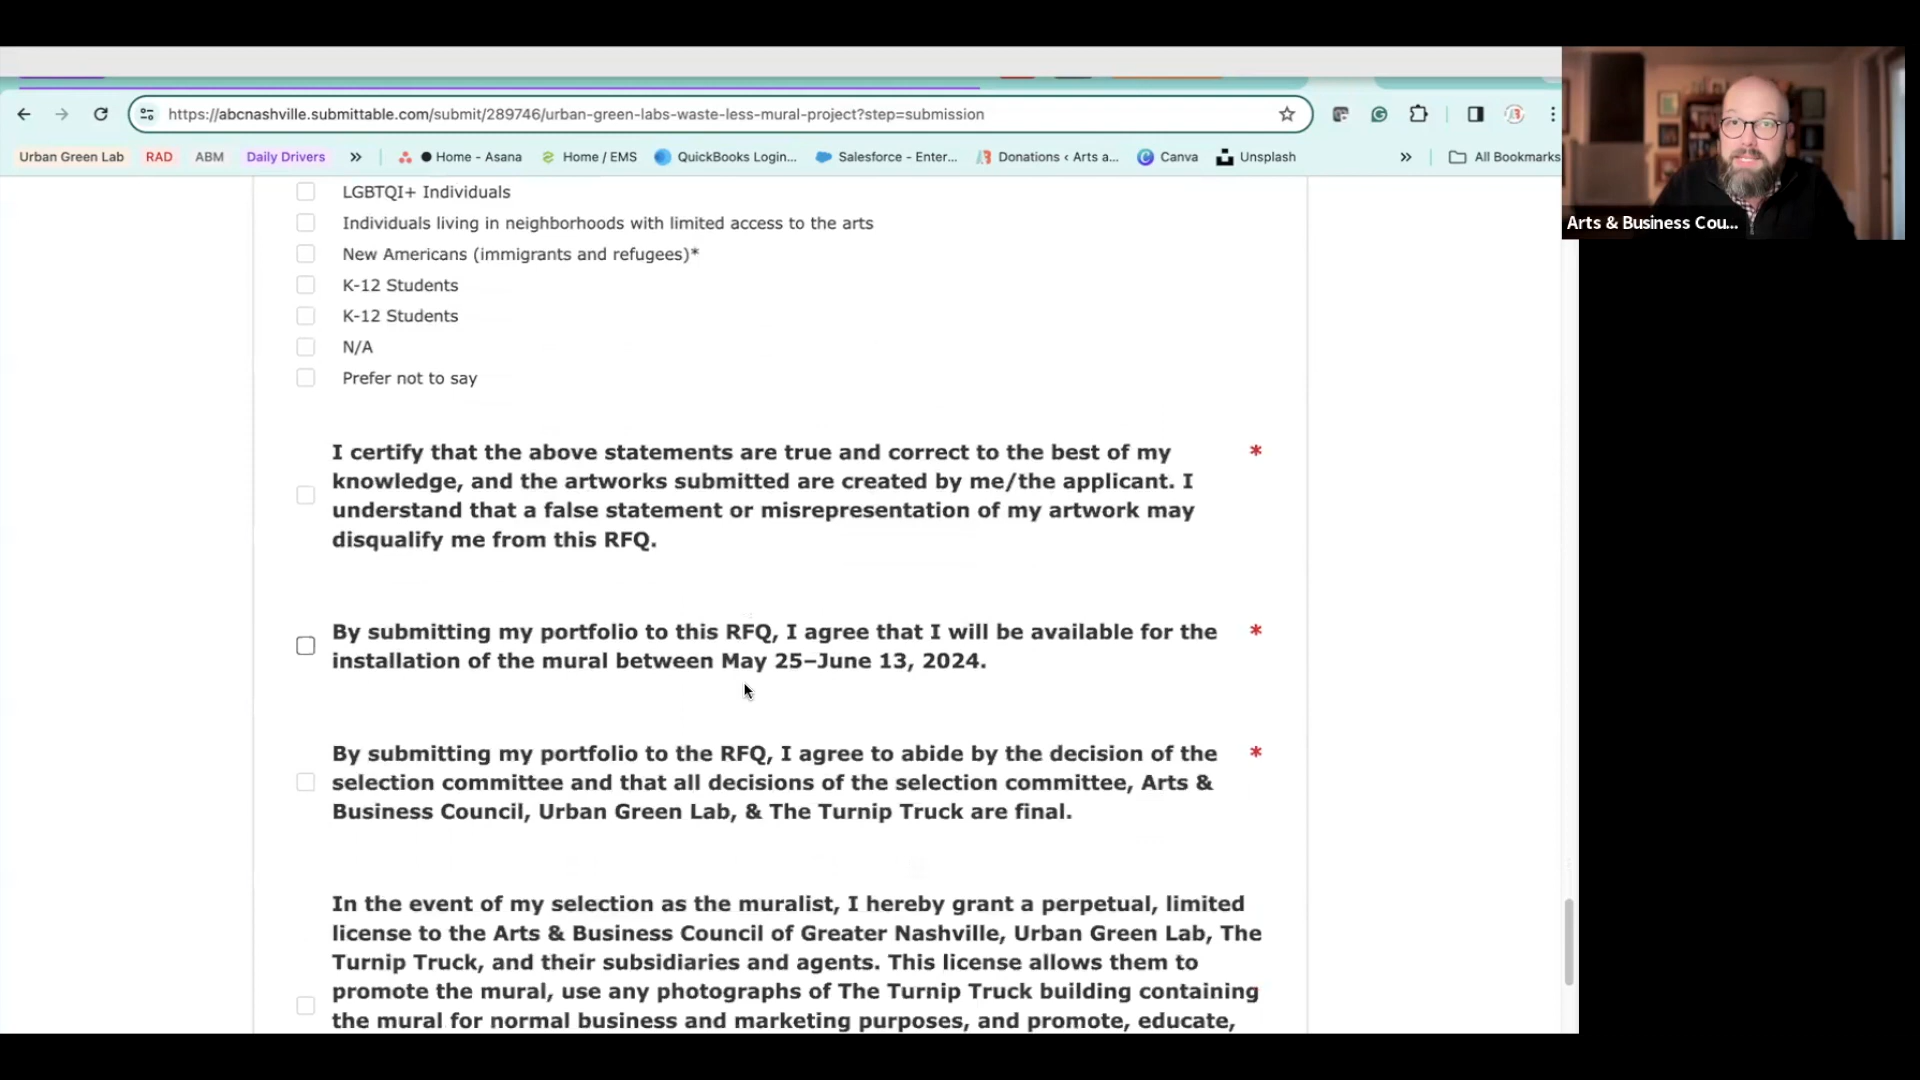 https://abcnashville.submittable.com/submit/289746/urban-green-labs-waste-less-mural-project?step=submission
Urban Green Lab RAD ABM Daily Drivers » Home - Asana Home / EMS QuickBooks Login... Salesforce - Enter... Donations ‹ Arts a... Canva Unsplash » All Bookmarks
Arts & Business Cou...
LGBTQI+ Individuals
Individuals living in neighborhoods with limited access to the arts
New Americans (immigrants and refugees)*
K-12 Students
K-12 Students
N/A
Prefer not to say
I certify that the above statements are true and correct to the best of my *
knowledge, and the artworks submitted are created by me/the applicant. I
understand that a false statement or misrepresentation of my artwork may
disqualify me from this RFQ.
By submitting my portfolio to this RFQ, I agree that I will be available for the *
installation of the mural between May 25–June 13, 2024.
By submitting my portfolio to the RFQ, I agree to abide by the decision of the *
selection committee and that all decisions of the selection committee, Arts &
Business Council, Urban Green Lab, & The Turnip Truck are final.
In the event of my selection as the muralist, I hereby grant a perpetual, limited
license to the Arts & Business Council of Greater Nashville, Urban Green Lab, The
Turnip Truck, and their subsidiaries and agents. This license allows them to
promote the mural, use any photographs of The Turnip Truck building containing
the mural for normal business and marketing purposes, and promote, educate,